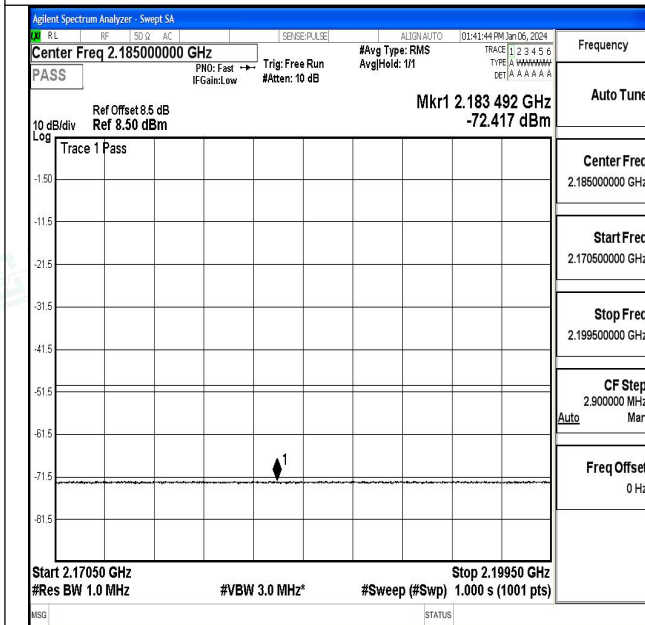 Agilent Spectrum Analyzer - Swept SA
RL RF 50 Ω AC SENSE:PULSE ALIGN AUTO 01:41:44 PM Jan 06, 2024
Center Freq 2.185000000 GHz
PASS
PNO: Fast
IFGain:Low
Trig: Free Run
#Atten: 10 dB
#Avg Type: RMS
Avg|Hold: 1/1
TRACE 1 2 3 4 5 6
TYPE A WWWWW
DET A A A A A A
Ref Offset 8.5 dB
10 dB/div Ref 8.50 dBm
Log
Mkr1 2.183 492 GHz
-72.417 dBm
Trace 1 Pass
-1.50
-11.5
-21.5
-31.5
-41.5
-51.5
-61.5
1
-71.5
-81.5
Start 2.17050 GHz Stop 2.19950 GHz
#Res BW 1.0 MHz #VBW 3.0 MHz* #Sweep (#Swp) 1.000 s (1001 pts)
MSG STATUS
Frequency
Auto Tune
Center Freq
2.185000000 GHz
Start Freq
2.170500000 GHz
Stop Freq
2.199500000 GHz
CF Step
2.900000 MHz
Auto Man
Freq Offset
0 Hz